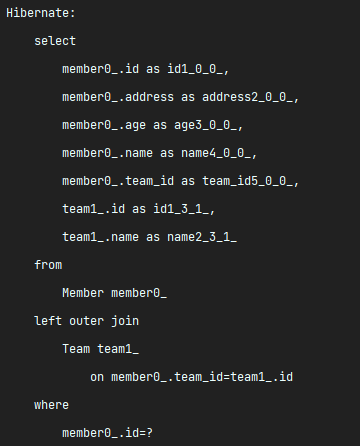 Hibernate:
select
member0_.id as id1_0_0_,
member0_.address as address2_0_0_,
member0_.age as age3_0_0_,
member0_.name as name4_0_0_,
member0_.team_id as team_id5_0_0_,
team1_.id as id1_3_1_,
team1_.name as name2_3_1_
from
Member member0_
left outer join
Team team1_
on member0_.team_id=team1_.id
where
member0_.id=?